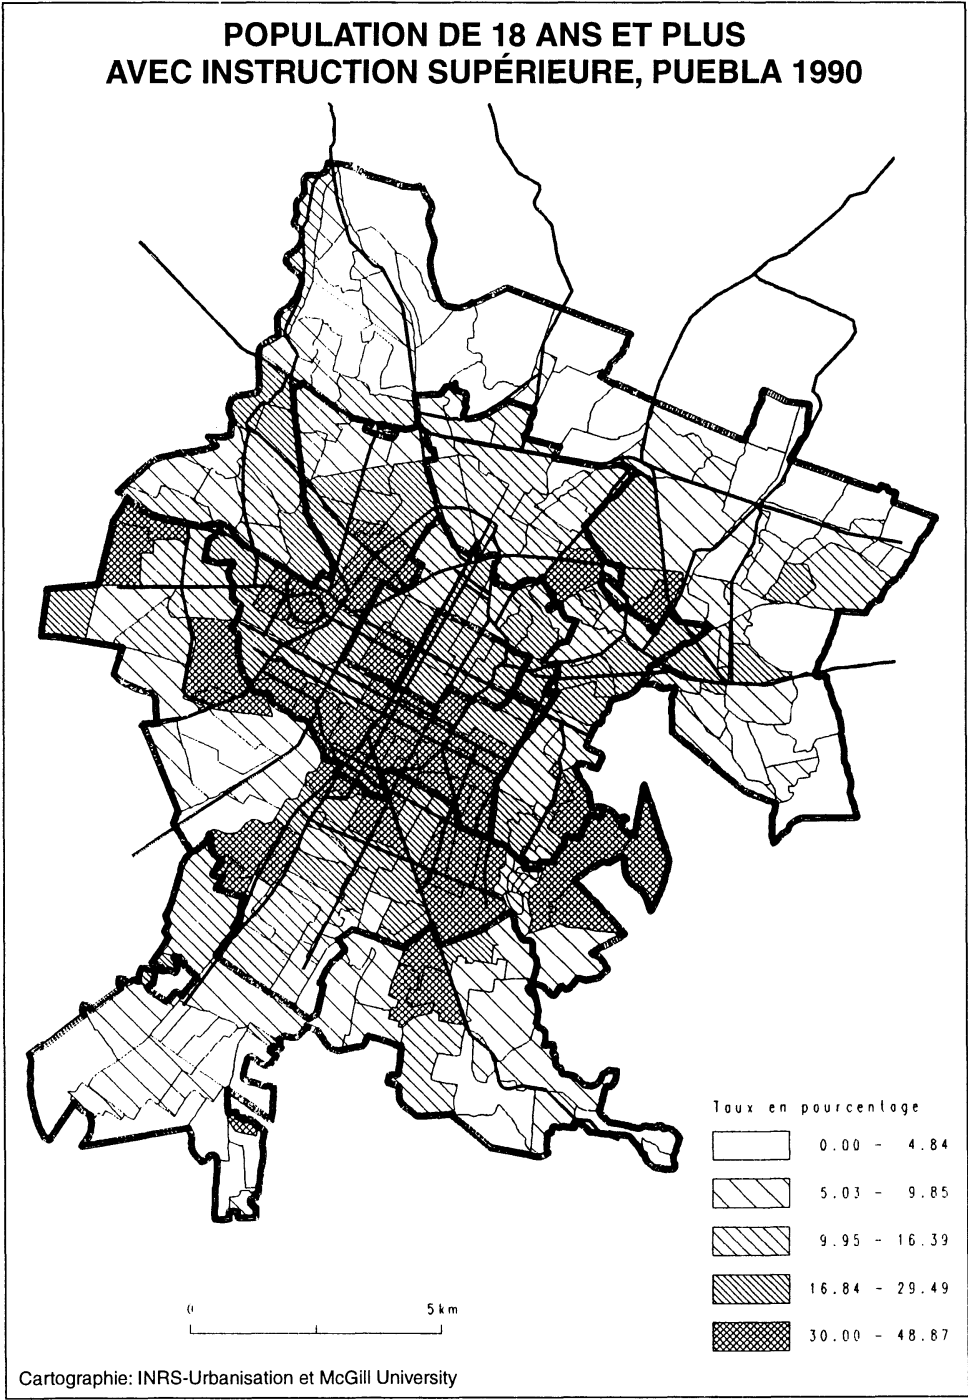 POPULATION DE 18 ANS ET PLUS
AVEC INSTRUCTION SUPÉRIEURE, PUEBLA 1990
Taux en pourcentage
0.00 - 4.84
5.03 - 9.85
9.95 - 16.39
16.84 - 29.49
30.00 - 48.87
0 5 km
Cartographie: INRS-Urbanisation et McGill University